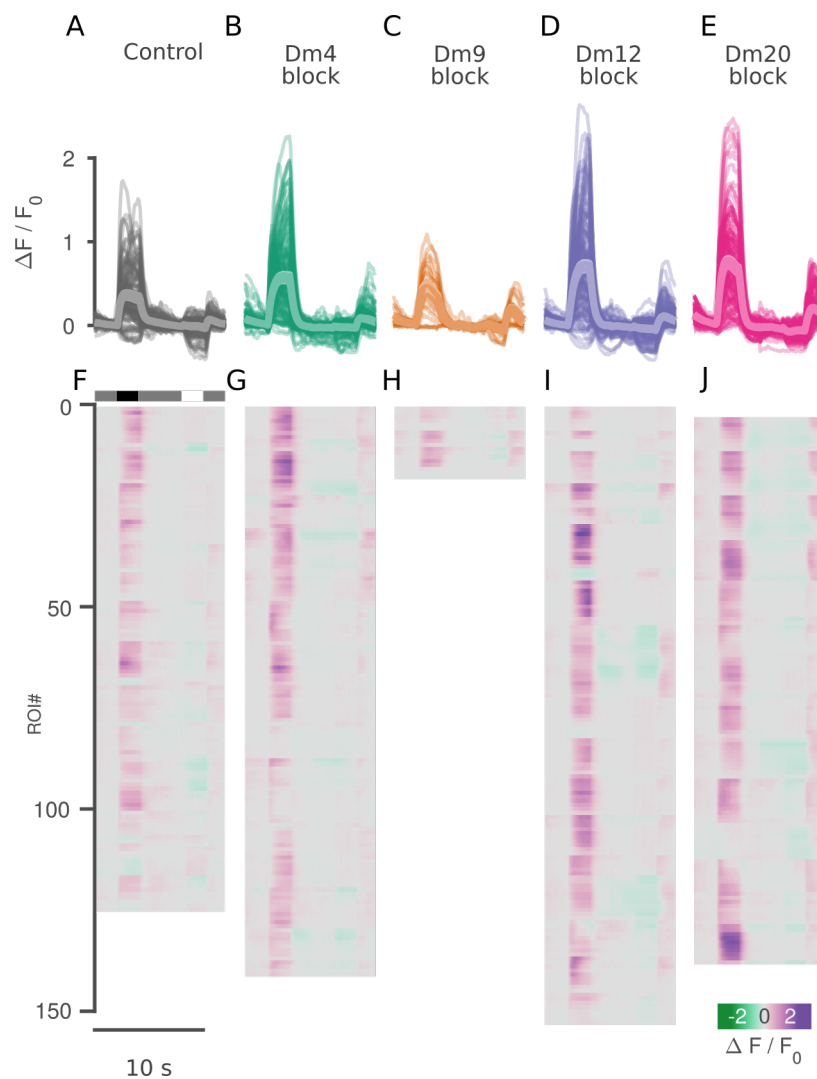 A
Control
B
Dm4
block
C
Dm9
block
D
Dm12
block
E
Dm20
block
ΔF / F0
2
1
0
F
G
H
I
J
0
50
100
150
ROI#
10 s
-2 0 2
Δ F / F0